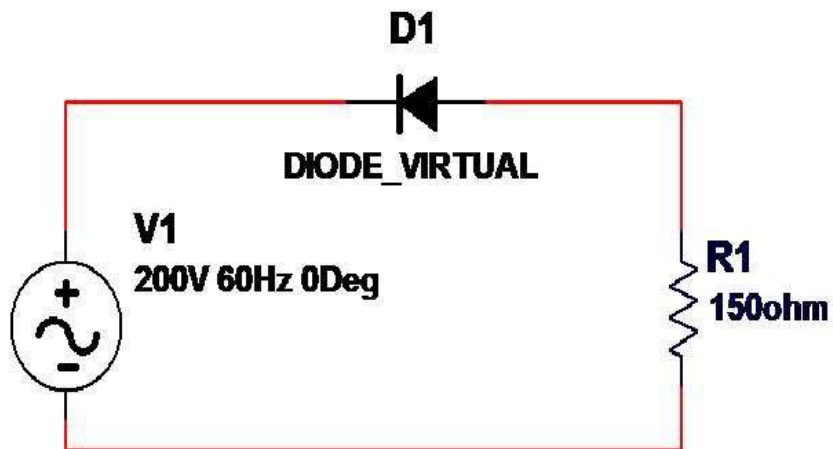 D1
DIODE_VIRTUAL
V1
200V 60Hz 0Deg
R1
150ohm
+
-